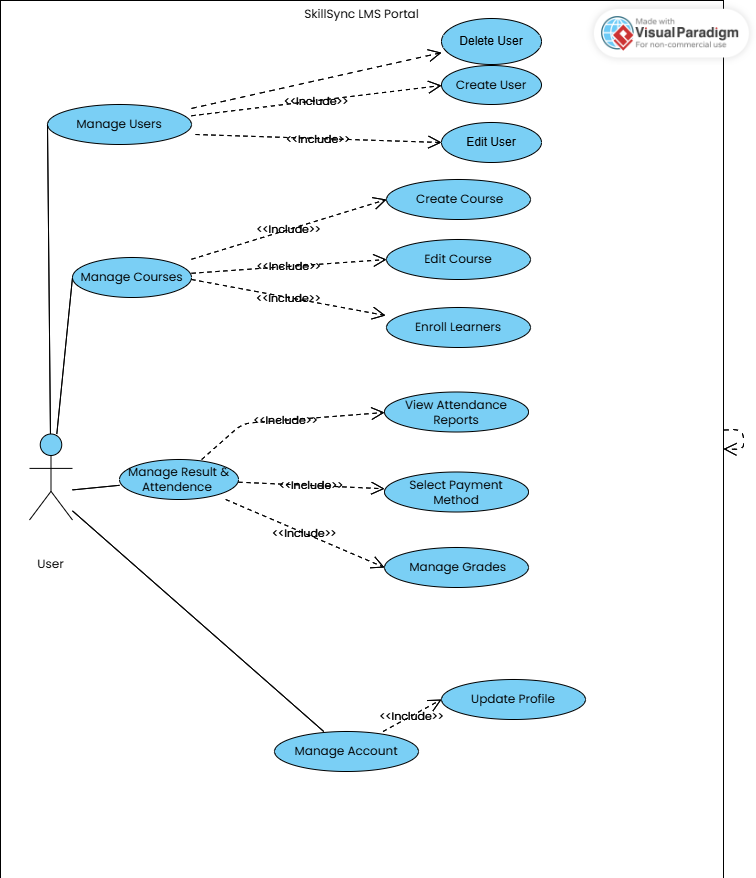 SkillSync LMS Portal
Made with
Visual Paradigm
For non-commercial use
Delete User
Create User
<<Include>>
Manage Users
Edit User
<<Include>>
Create Course
<<Include>>
Edit Course
<<Include>>
Manage Courses
<<Include>>
Enroll Learners
View Attendance
Reports
<<Include>>
Manage Result &
Attendence
<<Include>>
Select Payment
Method
<<Include>>
Manage Grades
User
Update Profile
<<Include>>
Manage Account